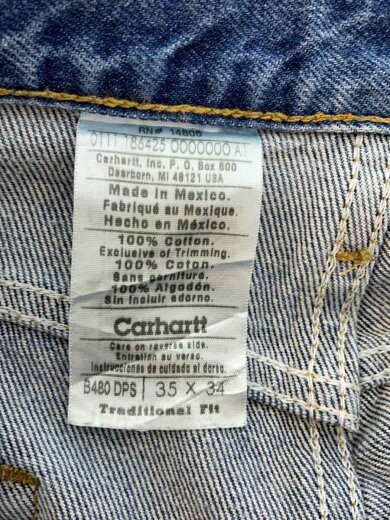 RN# 14806
0111 186425 0000000 A1
Carhartt, Inc. P. O. Box 600
Dearborn, MI 48121 USA
Made in Mexico.
Fabriqué au Mexique.
Hecho en México.
100% Cotton.
Exclusive of Trimming.
100% Coton.
Sans garniture.
100% Algodón.
Sin incluir adorno.
Carhartt
Care on reverse side.
Entretien au verso.
Instrucciones de cuidado al dorso.
B480 DPS 35 X 34
Traditional Fit